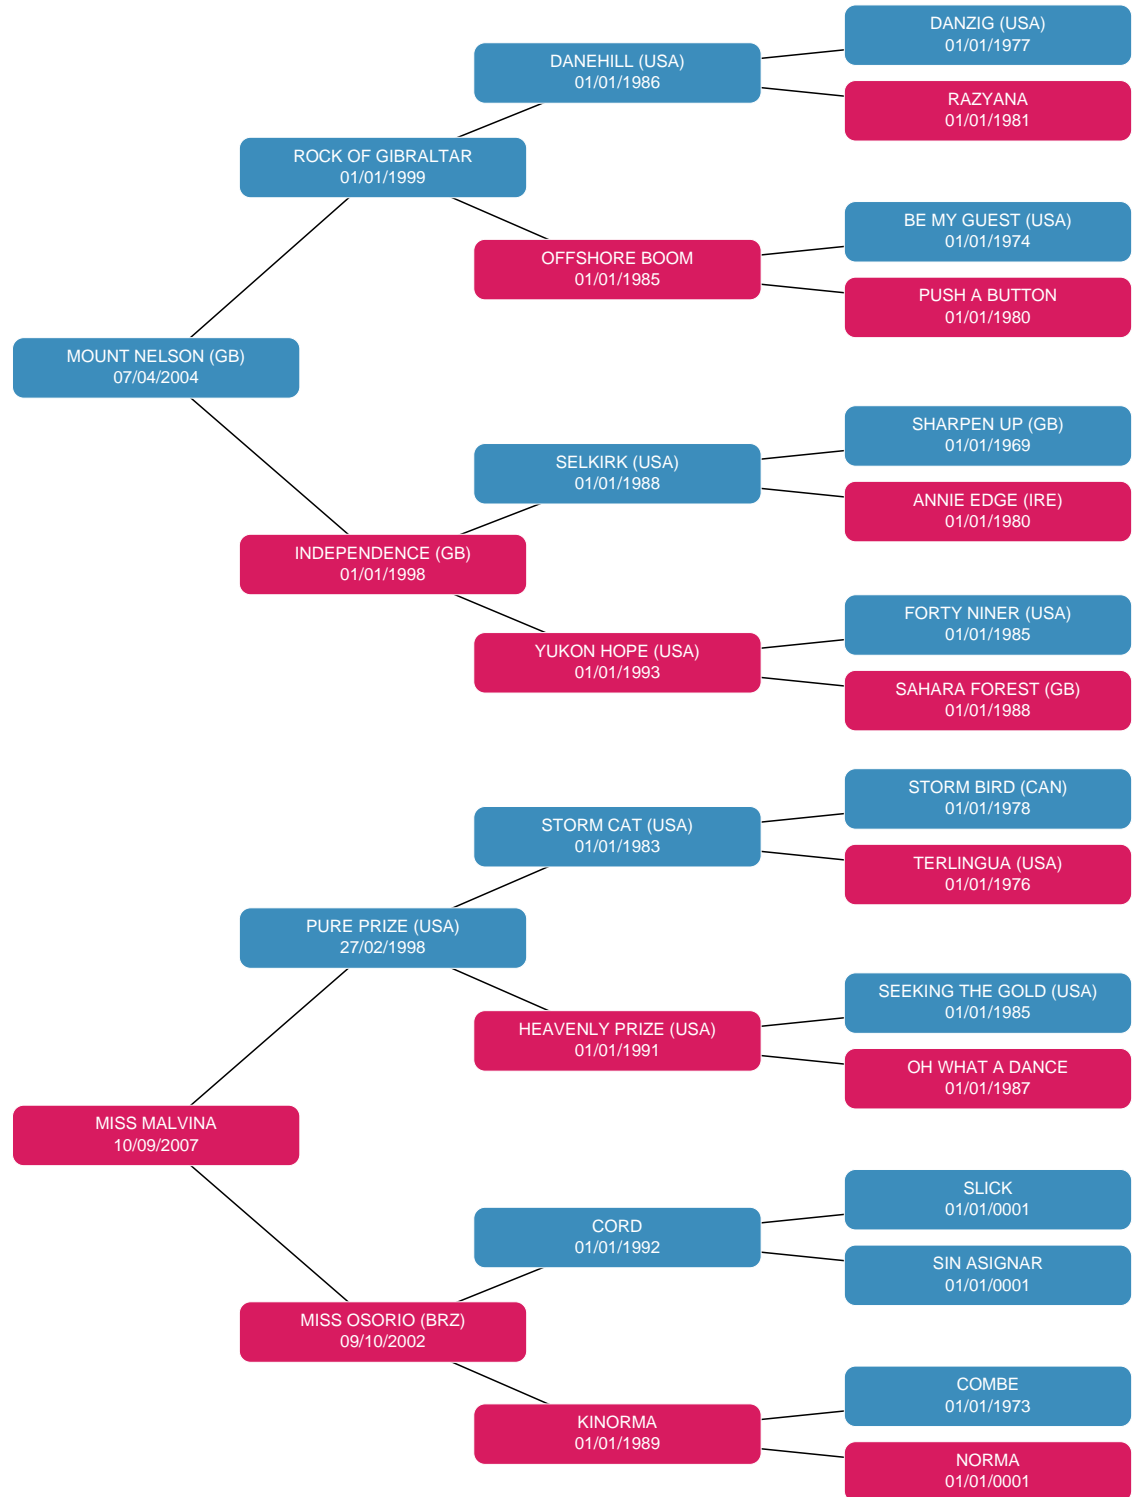 DANZIG (USA)
01/01/1977
DANEHILL (USA)
01/01/1986
RAZYANA
01/01/1981
ROCK OF GIBRALTAR
01/01/1999
BE MY GUEST (USA)
01/01/1974
OFFSHORE BOOM
01/01/1985
PUSH A BUTTON
01/01/1980
MOUNT NELSON (GB)
07/04/2004
SHARPEN UP (GB)
01/01/1969
SELKIRK (USA)
01/01/1988
ANNIE EDGE (IRE)
01/01/1980
INDEPENDENCE (GB)
01/01/1998
FORTY NINER (USA)
01/01/1985
YUKON HOPE (USA)
01/01/1993
SAHARA FOREST (GB)
01/01/1988
STORM BIRD (CAN)
01/01/1978
STORM CAT (USA)
01/01/1983
TERLINGUA (USA)
01/01/1976
PURE PRIZE (USA)
27/02/1998
SEEKING THE GOLD (USA)
01/01/1985
HEAVENLY PRIZE (USA)
01/01/1991
OH WHAT A DANCE
01/01/1987
MISS MALVINA
10/09/2007
SLICK
01/01/0001
CORD
01/01/1992
SIN ASIGNAR
01/01/0001
MISS OSORIO (BRZ)
09/10/2002
COMBE
01/01/1973
KINORMA
01/01/1989
NORMA
01/01/0001